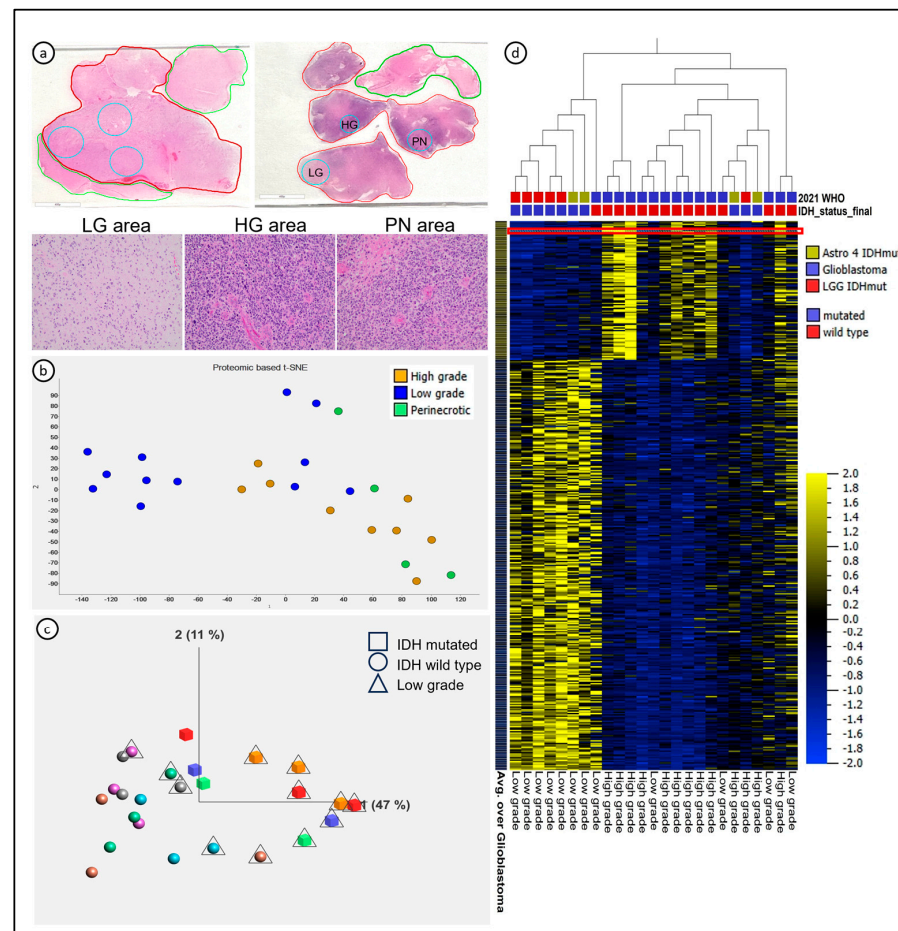 a
HG
PN
LG
LG area
HG area
PN area
b
Proteomic based t-SNE
High grade
Low grade
Perinecrotic
90
80
70
60
50
40
30
20
10
0
-10
-20
-30
-40
-50
-60
-70
-80
-90
2
-140
-120
-100
-80
-60
-40
-20
0
20
40
60
80
100
120
1
c
2 (11 %)
IDH mutated
IDH wild type
Low grade
(47 %)
d
2021 WHO
IDH_status_final
Astro 4 IDHmut
Glioblastoma
LGG IDHmut
mutated
wild type
2.0
1.8
1.6
1.4
1.2
1.0
0.8
0.6
0.4
0.2
0.0
-0.2
-0.4
-0.6
-0.8
-1.0
-1.2
-1.4
-1.6
-1.8
-2.0
Avg. over Glioblastoma
Low grade
Low grade
Low grade
Low grade
Low grade
Low grade
Low grade
Low grade
High grade
High grade
High grade
High grade
Low grade
High grade
High grade
High grade
High grade
High grade
Low grade
High grade
High grade
High grade
Low grade
High grade
Low grade